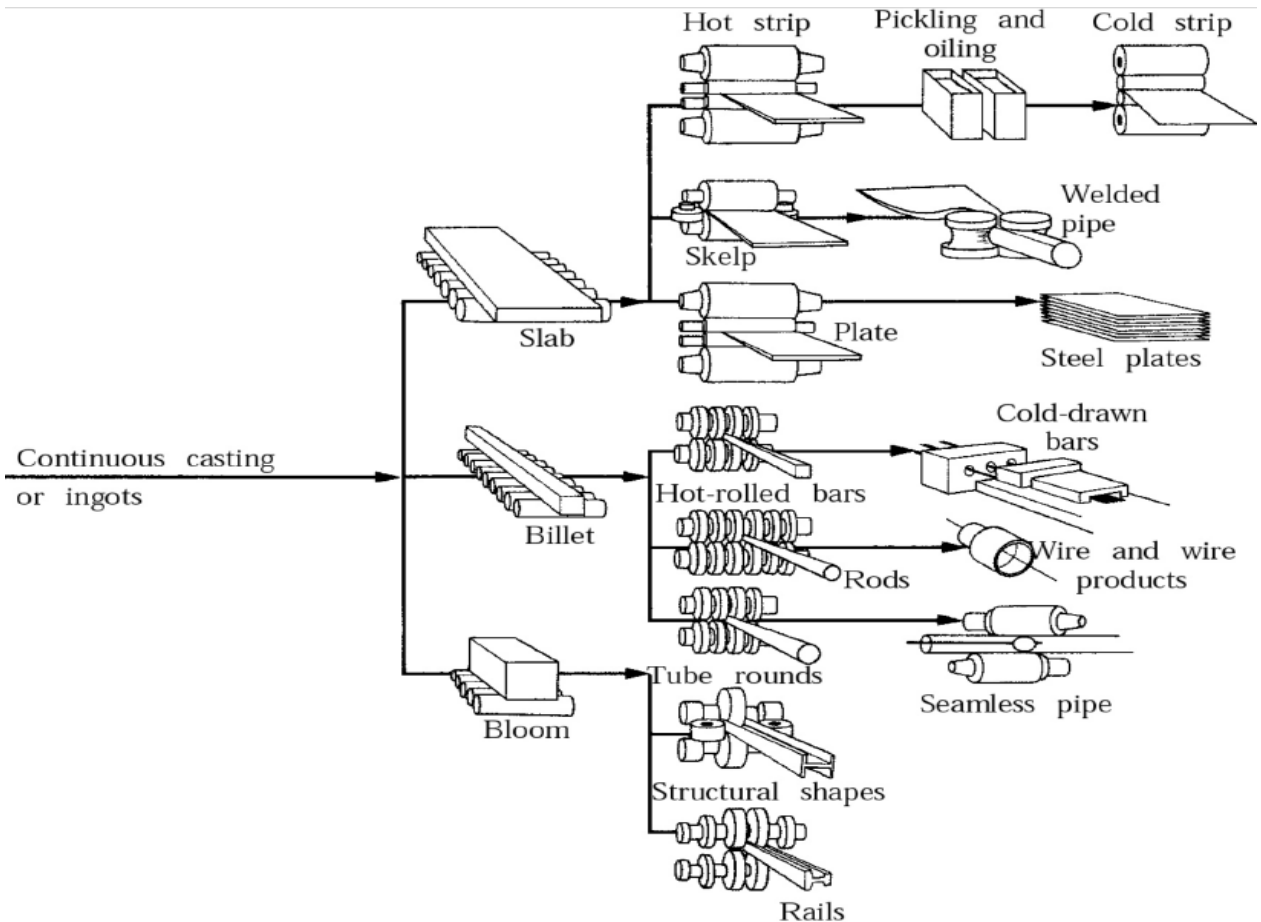 Hot strip
Pickling and
oiling
Cold strip
Skelp
Welded
pipe
Slab
Plate
Steel plates
Continuous casting
or ingots
Billet
Hot-rolled bars
Cold-drawn
bars
Rods
Wire and wire
products
Tube rounds
Seamless pipe
Bloom
Structural shapes
Rails